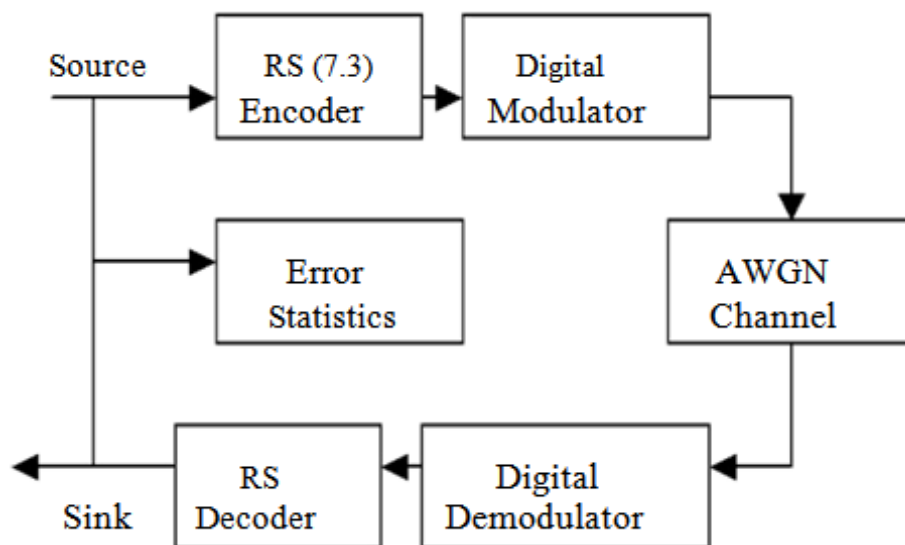 Source
RS (7.3)
Encoder
Digital
Modulator
Error
Statistics
AWGN
Channel
Sink
RS
Decoder
Digital
Demodulator